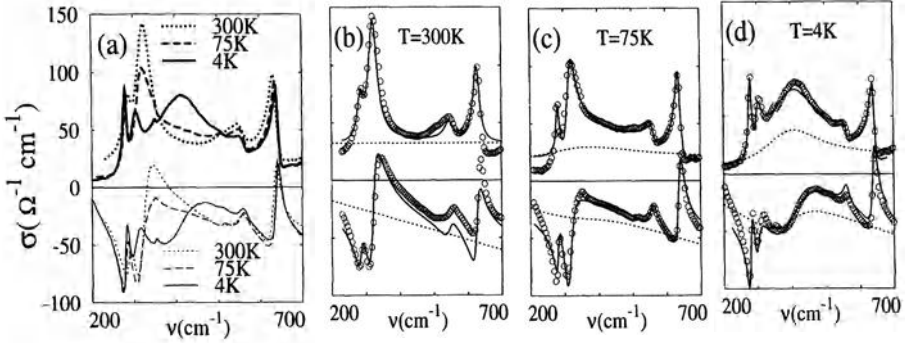 (a)
300K
75K
4K
(b)
T=300K
(c)
T=75K
(d)
T=4K
150
100
50
0
-50
-100
σ( Ω⁻¹ cm⁻¹)
300K
75K
4K
200
ν(cm⁻¹)
700
200
ν(cm⁻¹)
700
200
ν(cm⁻¹)
700
200
ν(cm⁻¹)
700